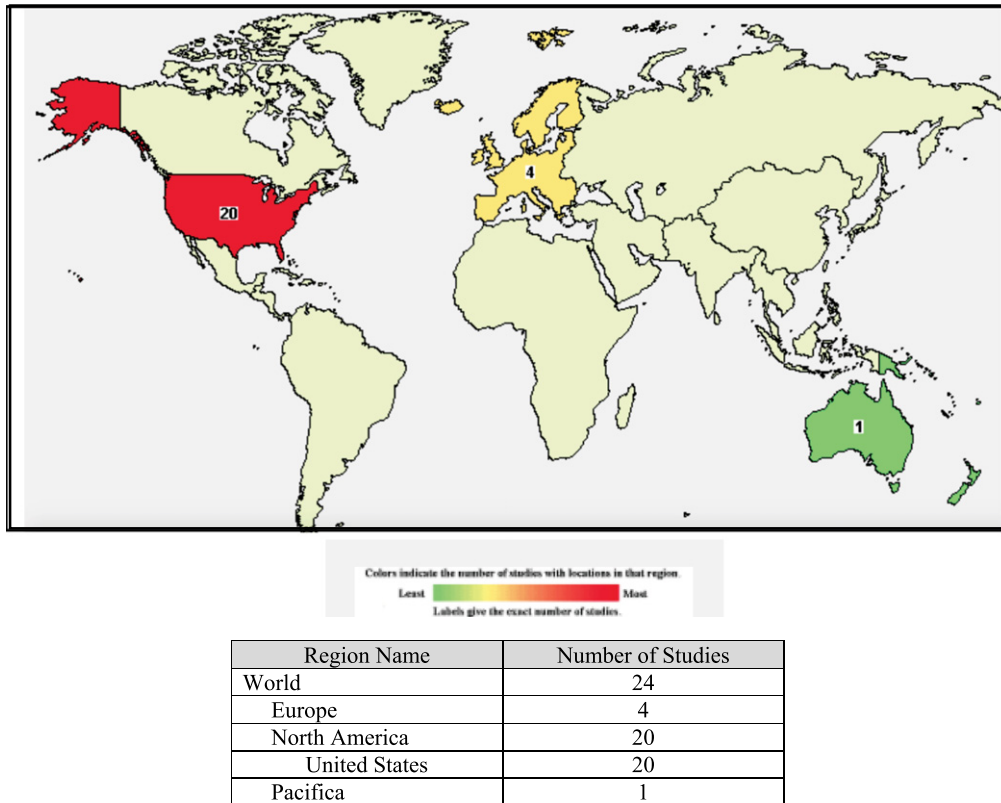 20
4
1
Colors indicate the number of studies with locations in that region.
Least Most
Labels give the exact number of studies.
Region Name Number of Studies
World 24
Europe 4
North America 20
United States 20
Pacifica 1